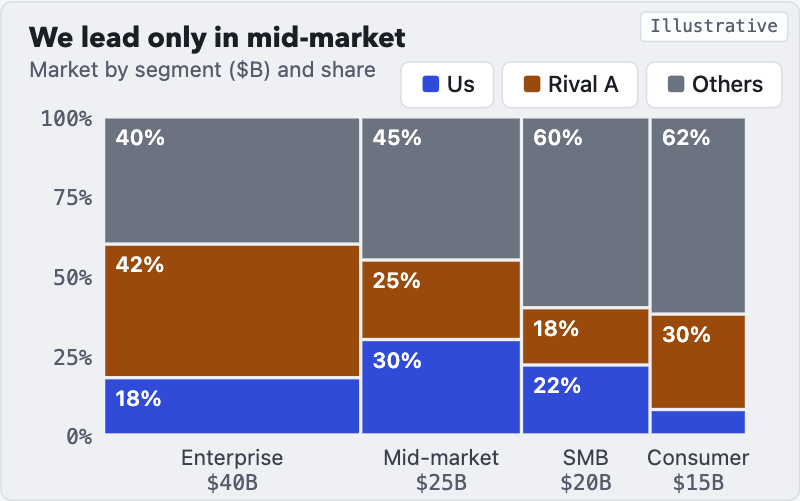 We lead only in mid-market
Illustrative
Market by segment ($B) and share
Us
Rival A
Others
100%
75%
50%
25%
0%
40%
42%
18%
45%
25%
30%
60%
18%
22%
62%
30%
Enterprise
$40B
Mid-market
$25B
SMB
$20B
Consumer
$15B